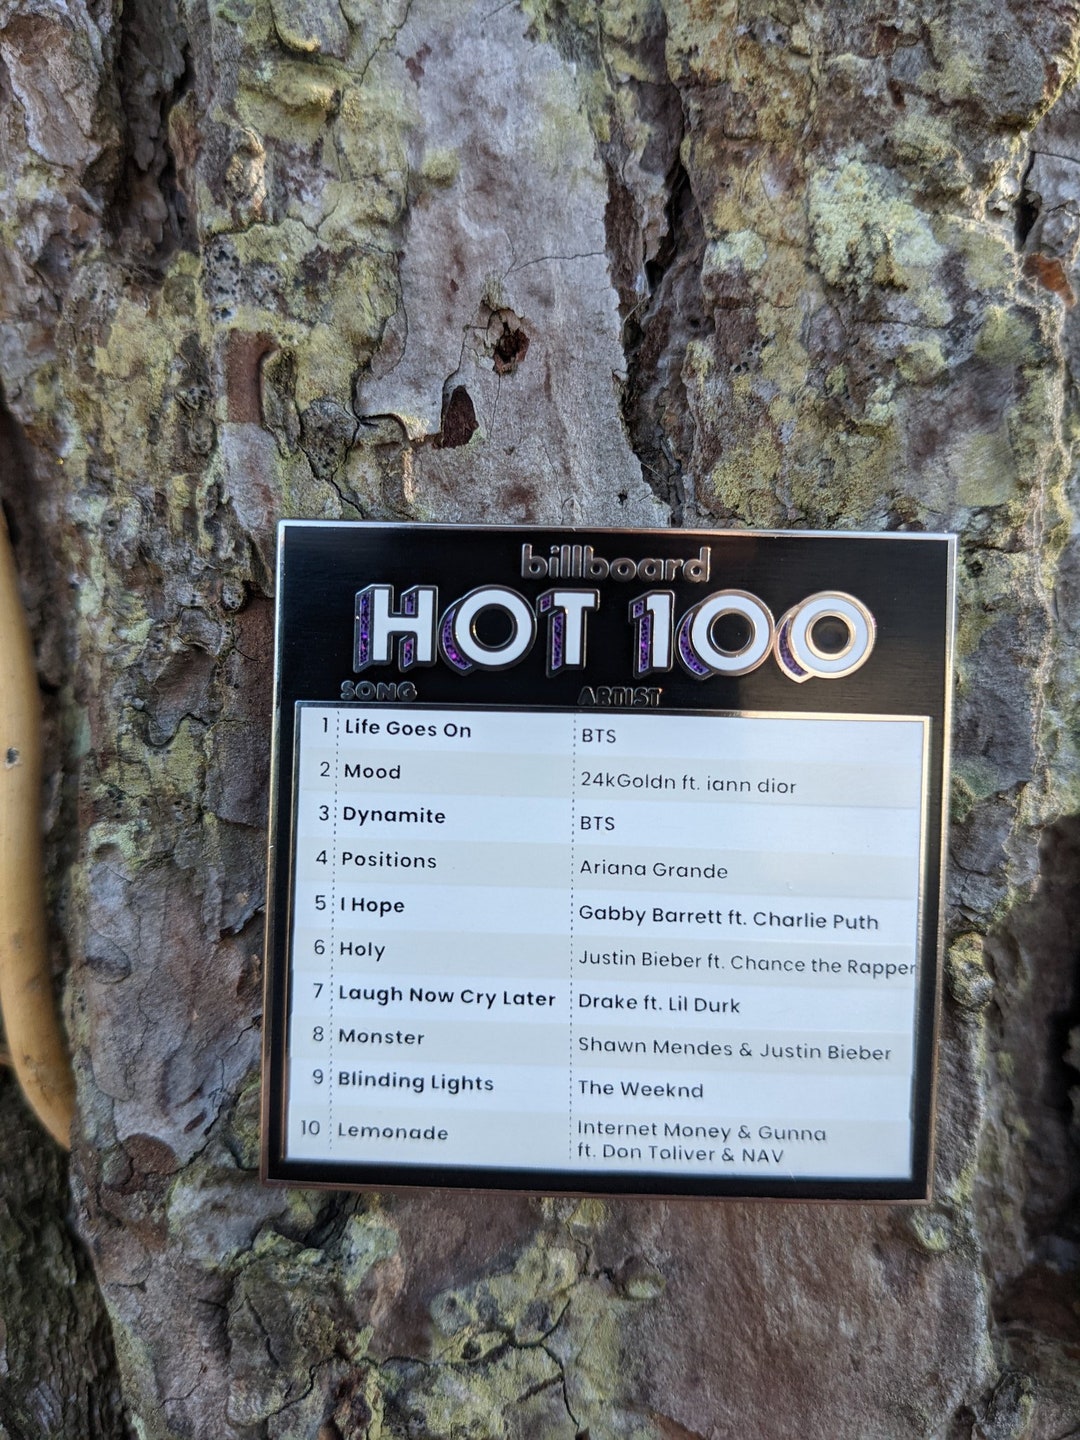 billboard
HOT 100
SONG ARTIST
1 Life Goes On BTS
2 Mood 24kGoldn ft. iann dior
3 Dynamite BTS
4 Positions Ariana Grande
5 I Hope Gabby Barrett ft. Charlie Puth
6 Holy Justin Bieber ft. Chance the Rapper
7 Laugh Now Cry Later Drake ft. Lil Durk
8 Monster Shawn Mendes & Justin Bieber
9 Blinding Lights The Weeknd
10 Lemonade Internet Money & Gunna
ft. Don Toliver & NAV